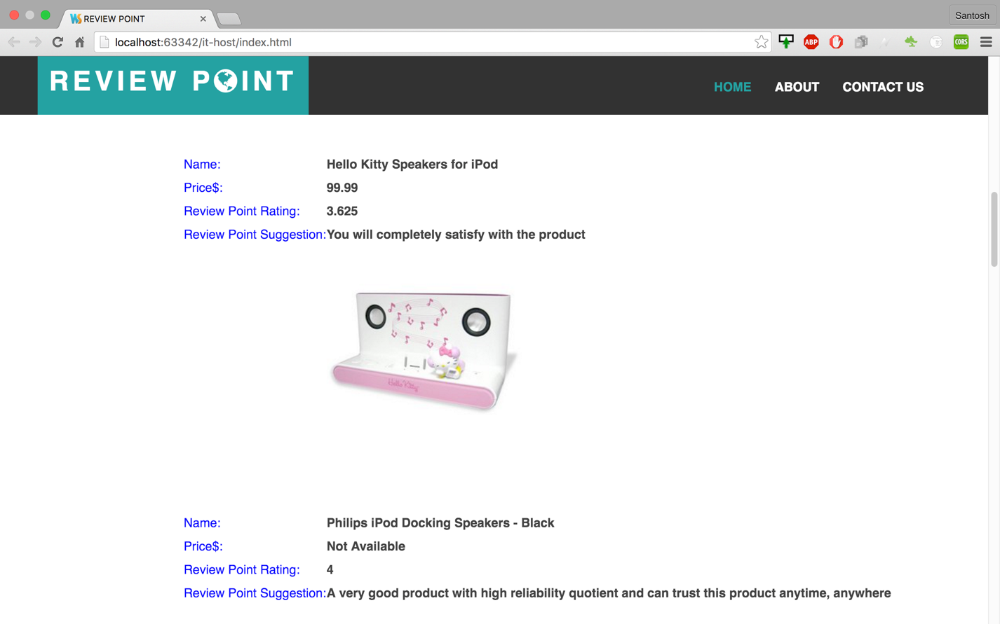 REVIEW POINT
Santosh
localhost:63342/it-host/index.html
ABP
CORS
REVIEW POINT
HOME ABOUT CONTACT US
Name: Hello Kitty Speakers for iPod
Price$: 99.99
Review Point Rating: 3.625
Review Point Suggestion:You will completely satisfy with the product
Hello Kitty
Name: Philips iPod Docking Speakers - Black
Price$: Not Available
Review Point Rating: 4
Review Point Suggestion:A very good product with high reliability quotient and can trust this product anytime, anywhere